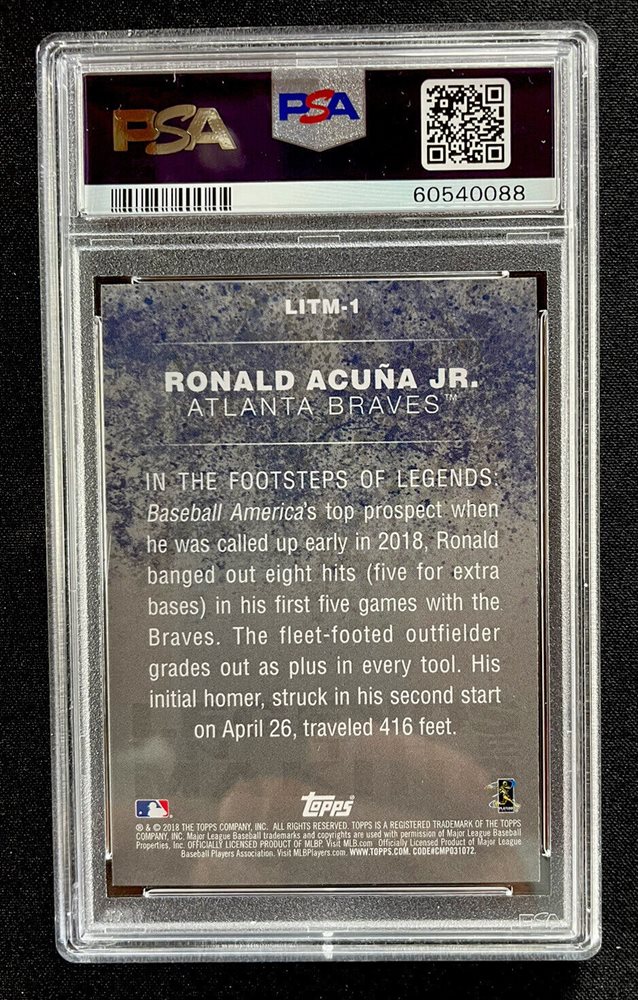 PSA
PSA
60540088
LITM-1
RONALD ACUÑA JR.
ATLANTA BRAVES™
IN THE FOOTSTEPS OF LEGENDS:
Baseball America's top prospect when
he was called up early in 2018, Ronald
banged out eight hits (five for extra
bases) in his first five games with the
Braves. The fleet-footed outfielder
grades out as plus in every tool. His
initial homer, struck in his second start
on April 26, traveled 416 feet.
topps
® & © 2018 THE TOPPS COMPANY, INC. ALL RIGHTS RESERVED. TOPPS IS A REGISTERED TRADEMARK OF THE TOPPS
COMPANY, INC. Major League Baseball trademarks and copyrights are used with permission of Major League Baseball
Properties, Inc. OFFICIALLY LICENSED PRODUCT OF MLBP. Visit MLB.com Officially Licensed Product of Major League
Baseball Players Association. Visit MLBPlayers.com. WWW.TOPPS.COM. CODE#CMP031072.
PSA